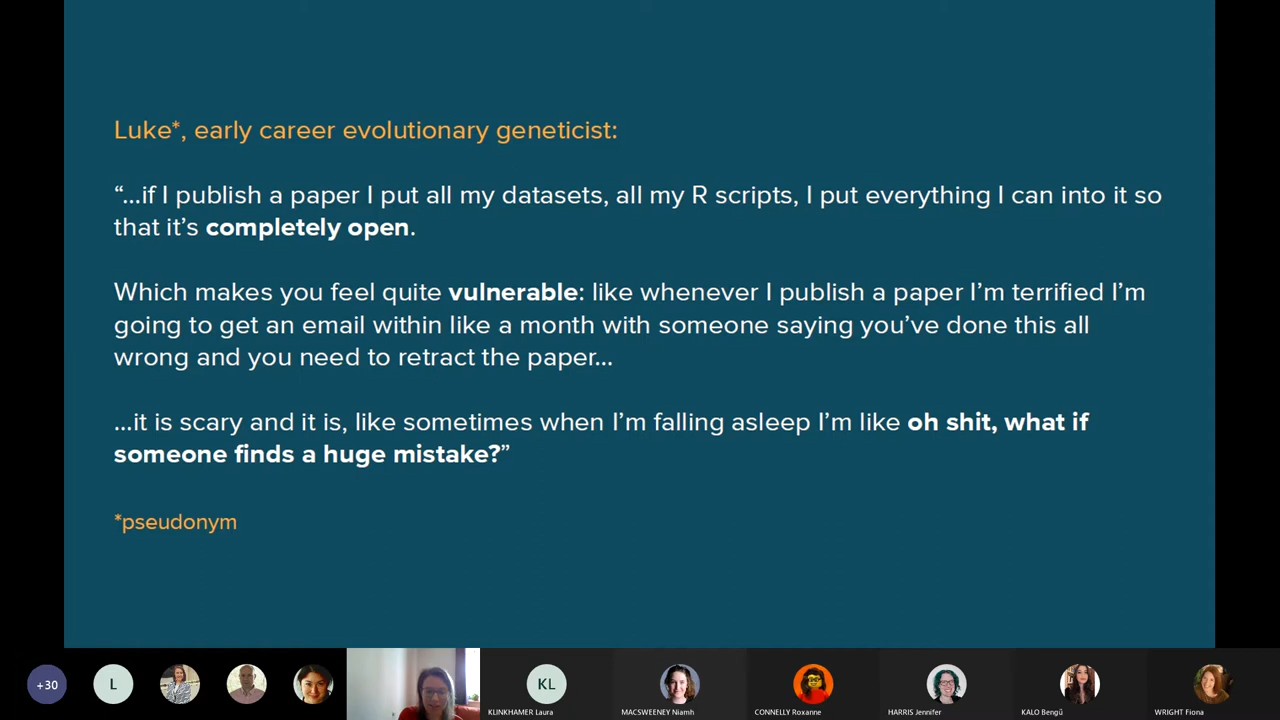 Luke*, early career evolutionary geneticist:
“...if I publish a paper I put all my datasets, all my R scripts, I put everything I can into it so
that it’s completely open.
Which makes you feel quite vulnerable: like whenever I publish a paper I’m terrified I’m
going to get an email within like a month with someone saying you’ve done this all
wrong and you need to retract the paper...
...it is scary and it is, like sometimes when I’m falling asleep I’m like oh shit, what if
someone finds a huge mistake?”
*pseudonym
+30
L
KL
KLINKHAMER Laura
MACSWEENEY Niamh
CONNELLY Roxanne
HARRIS Jennifer
KALO Bengü
WRIGHT Fiona